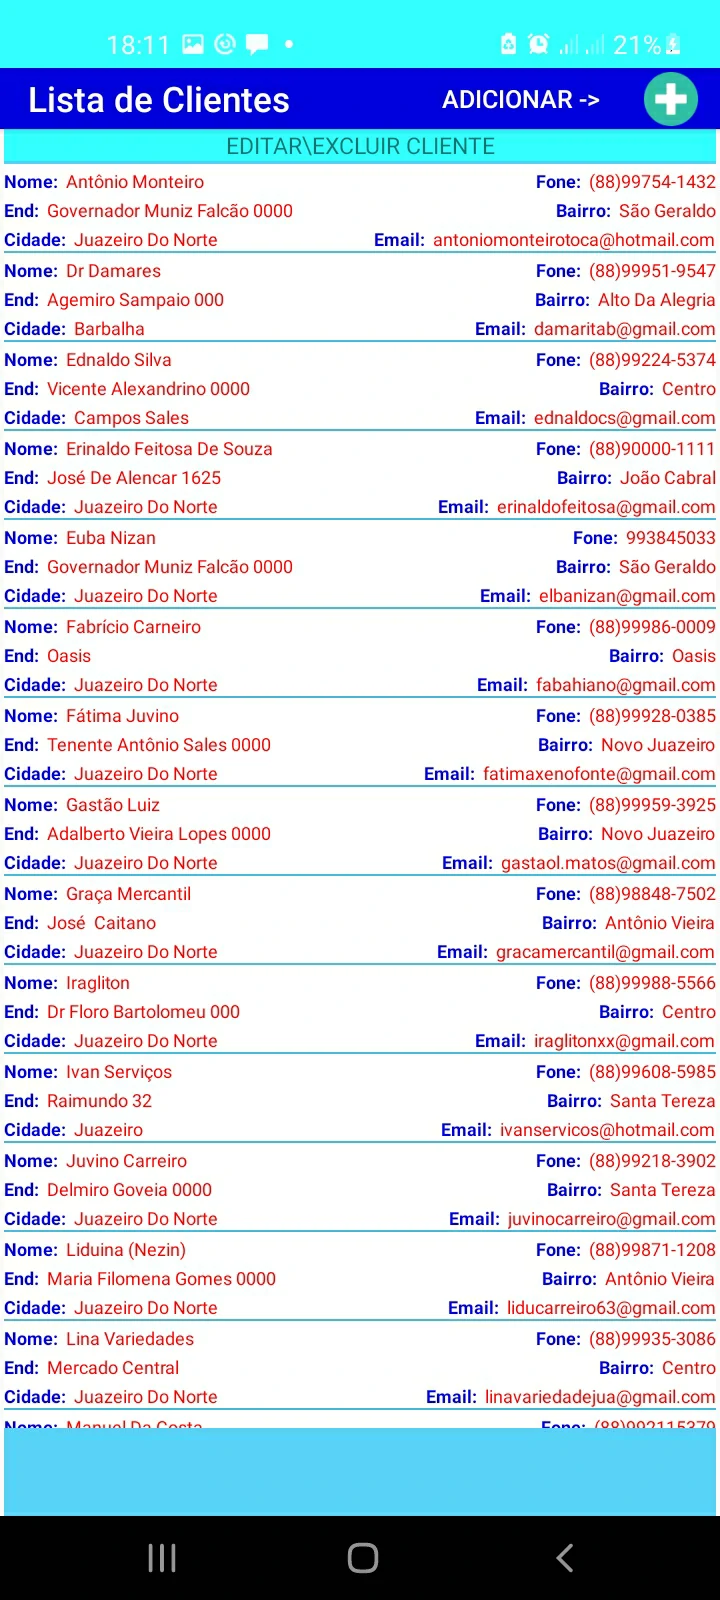 18:11 21%
Lista de Clientes ADICIONAR ->
EDITAR\EXCLUIR CLIENTE
Nome: Antônio Monteiro Fone: (88)99754-1432
End: Governador Muniz Falcão 0000 Bairro: São Geraldo
Cidade: Juazeiro Do Norte Email: antoniomonteirotoca@hotmail.com
Nome: Dr Damares Fone: (88)99951-9547
End: Agemiro Sampaio 000 Bairro: Alto Da Alegria
Cidade: Barbalha Email: damaritab@gmail.com
Nome: Ednaldo Silva Fone: (88)99224-5374
End: Vicente Alexandrino 0000 Bairro: Centro
Cidade: Campos Sales Email: ednaldocs@gmail.com
Nome: Erinaldo Feitosa De Souza Fone: (88)90000-1111
End: José De Alencar 1625 Bairro: João Cabral
Cidade: Juazeiro Do Norte Email: erinaldofeitosa@gmail.com
Nome: Euba Nizan Fone: 993845033
End: Governador Muniz Falcão 0000 Bairro: São Geraldo
Cidade: Juazeiro Do Norte Email: elbanizan@gmail.com
Nome: Fabrício Carneiro Fone: (88)99986-0009
End: Oasis Bairro: Oasis
Cidade: Juazeiro Do Norte Email: fabahiano@gmail.com
Nome: Fátima Juvino Fone: (88)99928-0385
End: Tenente Antônio Sales 0000 Bairro: Novo Juazeiro
Cidade: Juazeiro Do Norte Email: fatimaxenofonte@gmail.com
Nome: Gastão Luiz Fone: (88)99959-3925
End: Adalberto Vieira Lopes 0000 Bairro: Novo Juazeiro
Cidade: Juazeiro Do Norte Email: gastaol.matos@gmail.com
Nome: Graça Mercantil Fone: (88)98848-7502
End: José  Caitano Bairro: Antônio Vieira
Cidade: Juazeiro Do Norte Email: gracamercantil@gmail.com
Nome: Iragliton Fone: (88)99988-5566
End: Dr Floro Bartolomeu 000 Bairro: Centro
Cidade: Juazeiro Do Norte Email: iraglitonxx@gmail.com
Nome: Ivan Serviços Fone: (88)99608-5985
End: Raimundo 32 Bairro: Santa Tereza
Cidade: Juazeiro Email: ivanservicos@hotmail.com
Nome: Juvino Carreiro Fone: (88)99218-3902
End: Delmiro Goveia 0000 Bairro: Santa Tereza
Cidade: Juazeiro Do Norte Email: juvinocarreiro@gmail.com
Nome: Liduina (Nezin) Fone: (88)99871-1208
End: Maria Filomena Gomes 0000 Bairro: Antônio Vieira
Cidade: Juazeiro Do Norte Email: liducarreiro63@gmail.com
Nome: Lina Variedades Fone: (88)99935-3086
End: Mercado Central Bairro: Centro
Cidade: Juazeiro Do Norte Email: linavariedadejua@gmail.com
Nome: Manuel Da Costa Fone: (88)992115379